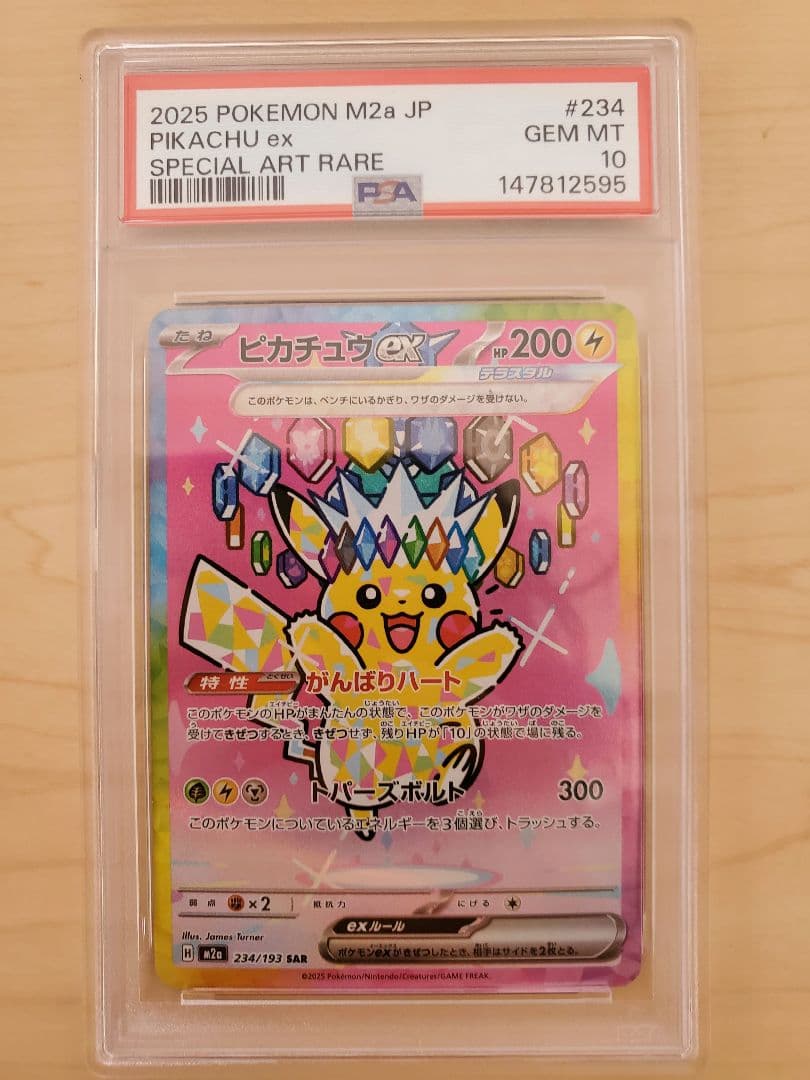 2025 POKEMON M2a JP #234
PIKACHU ex GEM MT
SPECIAL ART RARE 10
PSA 147812595
たね ピカチュウex HP200
テラスタル
このポケモンは、ベンチにいるかぎり、ワザのダメージを受けない。
特性 とくせい がんばりハート
このポケモンのHPがまんたんの状態で、このポケモンがワザのダメージを
受けてきぜつするとき、きぜつせず、残りHPが「10」の状態で場に残る。
トパーズボルト 300
このポケモンについているエネルギーを3個選び、トラッシュする。
弱点 ×2 抵抗力 にげる
Illus. James Turner exルール
H M2a 234/193 SAR ポケモンexがきぜつしたとき、相手はサイドを2枚とる。
©2025 Pokémon/Nintendo/Creatures/GAME FREAK.